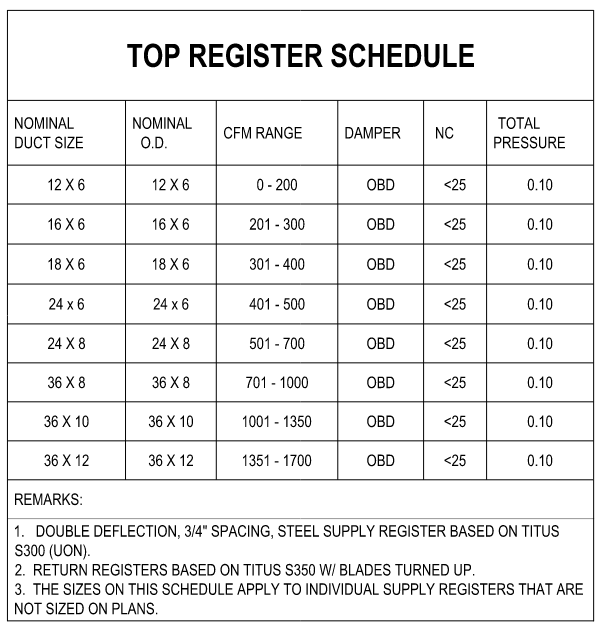 TOP REGISTER SCHEDULE
NOMINAL DUCT SIZE NOMINAL O.D. CFM RANGE DAMPER NC TOTAL PRESSURE
12 X 6 12 X 6 0 - 200 OBD <25 0.10
16 X 6 16 X 6 201 - 300 OBD <25 0.10
18 X 6 18 X 6 301 - 400 OBD <25 0.10
24 x 6 24 x 6 401 - 500 OBD <25 0.10
24 X 8 24 X 8 501 - 700 OBD <25 0.10
36 X 8 36 X 8 701 - 1000 OBD <25 0.10
36 X 10 36 X 10 1001 - 1350 OBD <25 0.10
36 X 12 36 X 12 1351 - 1700 OBD <25 0.10
REMARKS:
1. DOUBLE DEFLECTION, 3/4" SPACING, STEEL SUPPLY REGISTER BASED ON TITUS
S300 (UON).
2. RETURN REGISTERS BASED ON TITUS S350 W/ BLADES TURNED UP.
3. THE SIZES ON THIS SCHEDULE APPLY TO INDIVIDUAL SUPPLY REGISTERS THAT ARE
NOT SIZED ON PLANS.